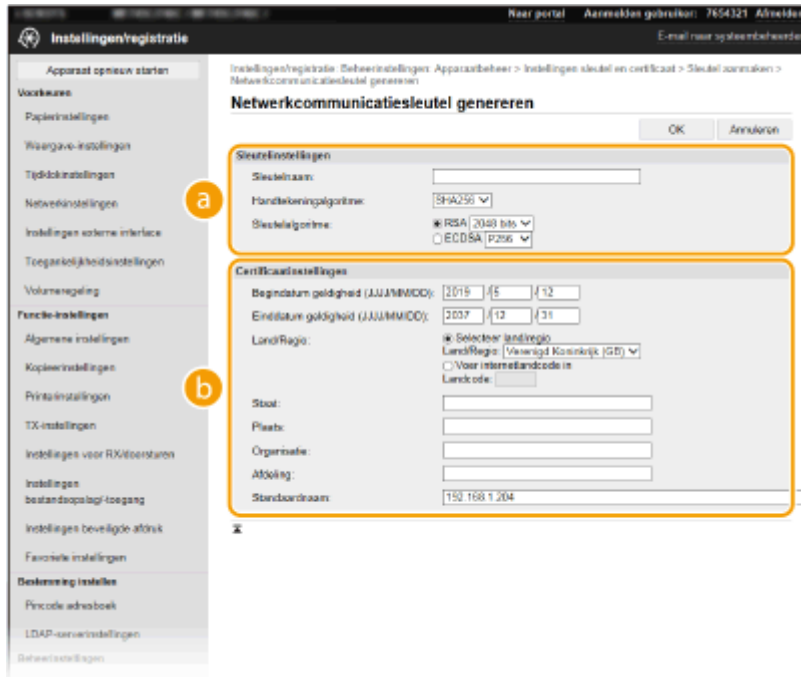 Naar portal Aanmelden gebruiker: 7654321 Afmelden
Instellingen/registratie
E-mail naar systeembeheerder
Apparaat opnieuw starten
Voorkeuren
Papierinstellingen
Weergave-instellingen
Tijdklokinstellingen
Netwerkinstellingen
Instellingen externe interface
Toegankelijkheidsinstellingen
Volumeregeling
Functie-instellingen
Algemene instellingen
Kopieerinstellingen
Printerinstellingen
TX-instellingen
Instellingen voor RX/doorsturen
Instellingen
bestandsopslag/-toegang
Instellingen beveiligde afdruk
Favoriete instellingen
Bestemming instellen
Pincode adresboek
LDAP-serverinstellingen
Beheerinstellingen
Instellingen/registratie: Beheerinstellingen: Apparaatbeheer > Instellingen sleutel en certificaat > Sleutel aanmaken >
Netwerkcommunicatiesleutel genereren
Netwerkcommunicatiesleutel genereren
OK Annuleren
a
Sleutelinstellingen
Sleutelnaam:
Handtekeningalgoritme: SHA256
Sleutelalgoritme: RSA 2048 bits
ECDSA P256
b
Certificaatinstellingen
Begindatum geldigheid (JJJJ/MM/DD): 2019 /5 /12
Einddatum geldigheid (JJJJ/MM/DD): 2037 /12 /31
Land/Regio: Selecteer land/regio
Land/Regio: Verenigd Koninkrijk (GB)
Voer internetlandcode in
Landcode:
Staat:
Plaats:
Organisatie:
Afdeling:
Standaardnaam: 192.168.1.204